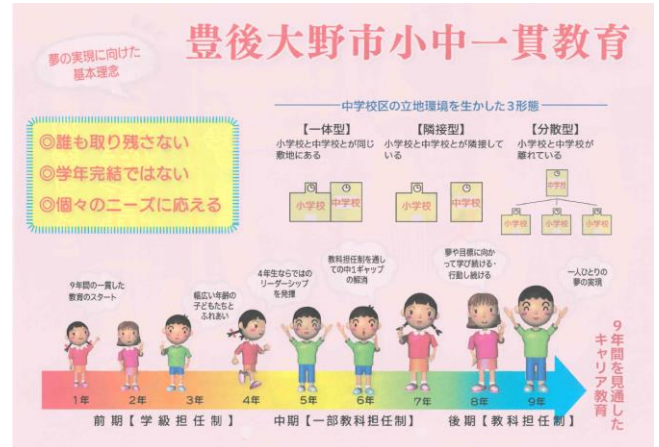 夢の実現に向けた
基本理念
豊後大野市小中一貫教育
中学校区の立地環境を生かした3形態
◎誰も取り残さない
◎学年完結ではない
◎個々のニーズに応える
【一体型】
小学校と中学校とが同じ
敷地にある
小学校
中学校
【隣接型】
小学校と中学校とが隣接して
いる
小学校
中学校
【分散型】
小学校と中学校が
離れている
中学校
小学校
小学校
小学校
9年間の一貫した
教育のスタート
幅広い年齢の
子どもたちと
ふれあい
4年生ならではの
リーダーシップ
を発揮
教科担任制を通し
ての中1ギャップ
の解消
夢や目標に向か
って学び続ける・
行動し続ける
一人ひとりの
夢の実現
1年
2年
3年
4年
5年
6年
7年
8年
9年
前期【学級担任制】
中期【一部教科担任制】
後期【教科担任制】
9年間を見通した
キャリア教育